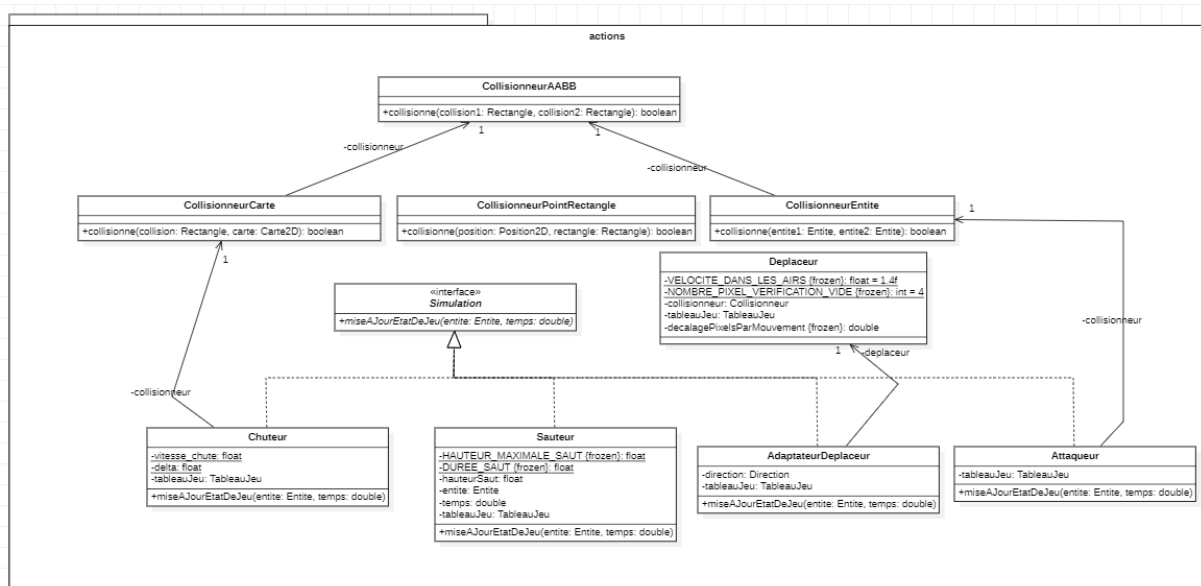 actions
CollisionneurAABB
+collisionne(collision1: Rectangle, collision2: Rectangle): boolean
1
1
-collisionneur
-collisionneur
CollisionneurCarte
+collisionne(collision: Rectangle, carte: Carte2D): boolean
CollisionneurPointRectangle
+collisionne(position: Position2D, rectangle: Rectangle): boolean
CollisionneurEntite
+collisionne(entite1: Entite, entite2: Entite): boolean
1
1
Deplaceur
-VELOCITE_DANS_LES_AIRS {frozen}: float = 1.4f
-NOMBRE_PIXEL_VERIFICATION_VIDE {frozen}: int = 4
-collisionneur: Collisionneur
-tableauJeu: TableauJeu
-decalagePixelsParMouvement {frozen}: double
«interface»
Simulation
+miseAJourEtatDeJeu(entite: Entite, temps: double)
-collisionneur
1
-deplaceur
-collisionneur
Chuteur
-vitesse_chute: float
-delta: float
-tableauJeu: TableauJeu
+miseAJourEtatDeJeu(entite: Entite, temps: double)
Sauteur
-HAUTEUR_MAXIMALE_SAUT {frozen}: float
-DUREE_SAUT {frozen}: float
-hauteurSaut: float
-entite: Entite
-temps: double
-tableauJeu: TableauJeu
+miseAJourEtatDeJeu(entite: Entite, temps: double)
AdaptateurDeplaceur
-direction: Direction
-tableauJeu: TableauJeu
+miseAJourEtatDeJeu(entite: Entite, temps: double)
Attaqueur
-tableauJeu: TableauJeu
+miseAJourEtatDeJeu(entite: Entite, temps: double)